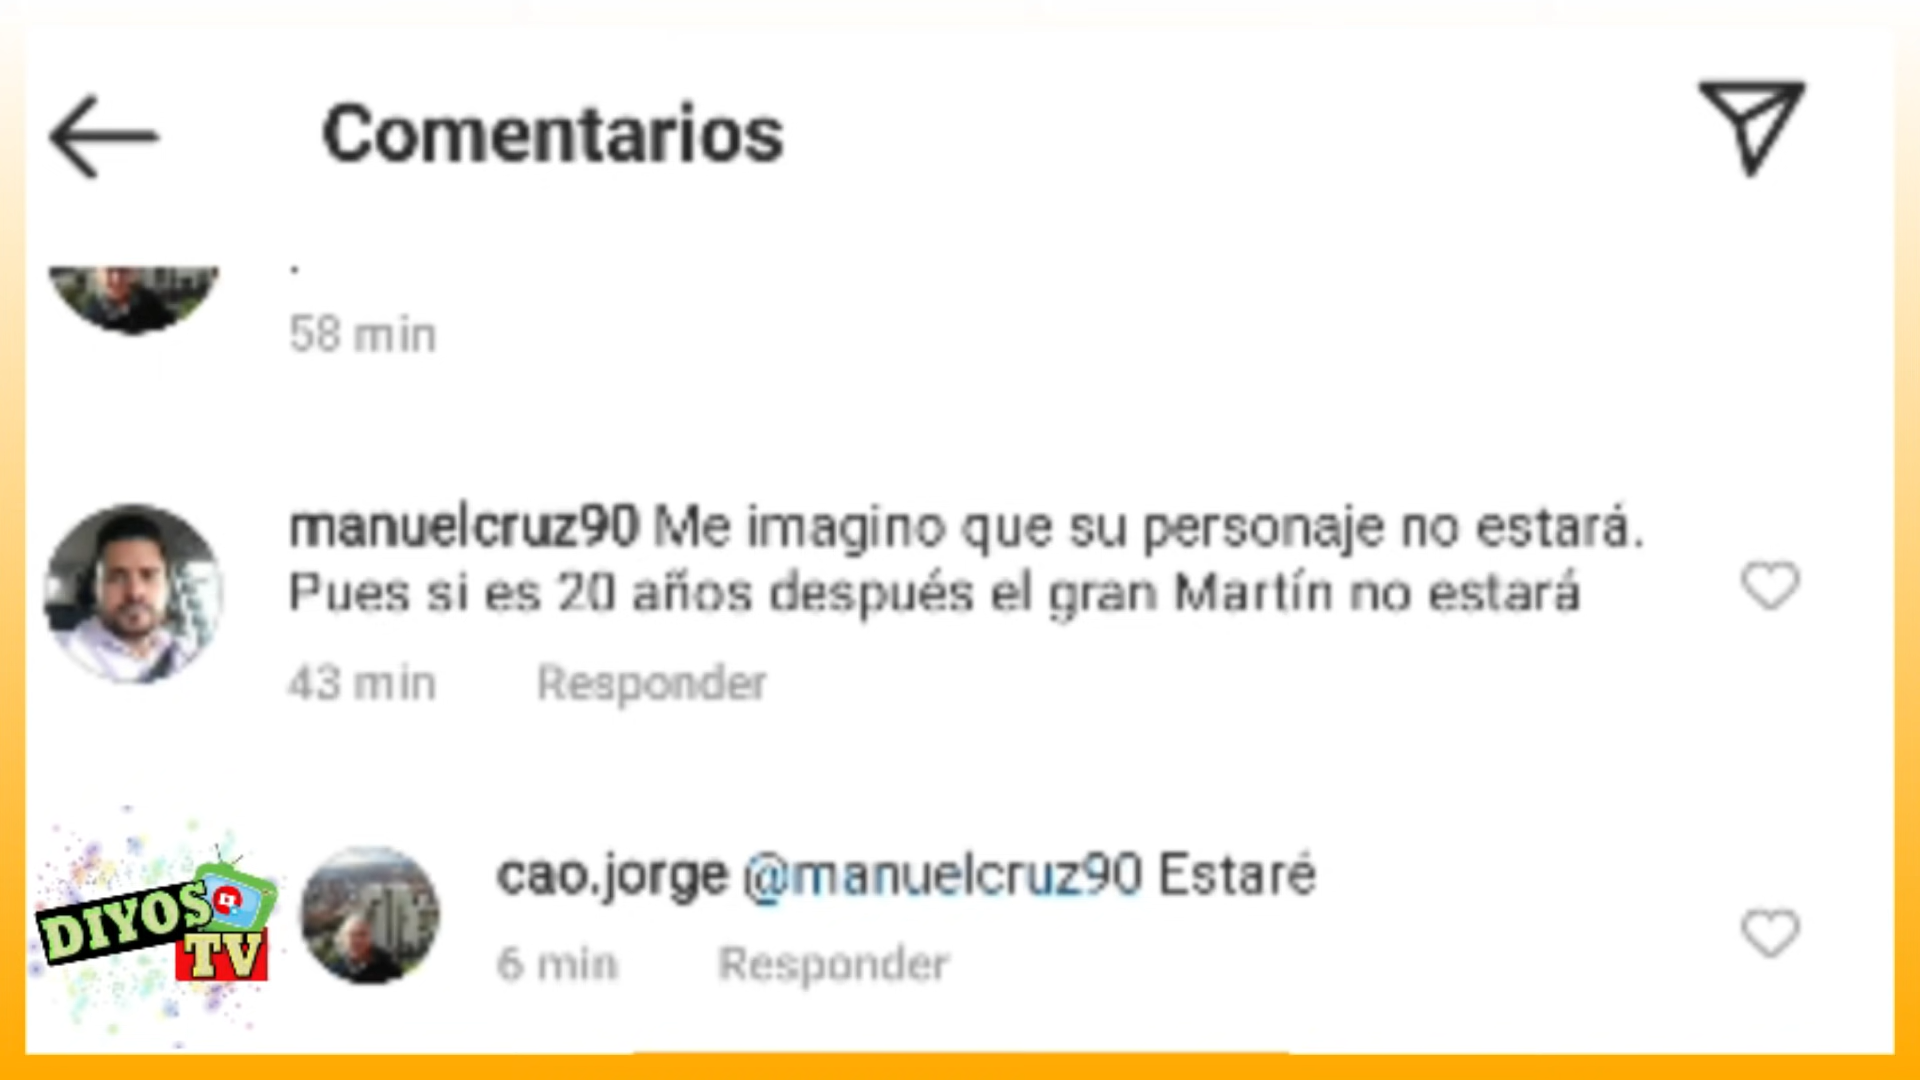 Comentarios
58 min
manuelcruz90 Me imagino que su personaje no estará.
Pues si es 20 años después el gran Martín no estará
43 min Responder
cao.jorge @manuelcruz90 Estaré
6 min Responder
DIYOS
TV